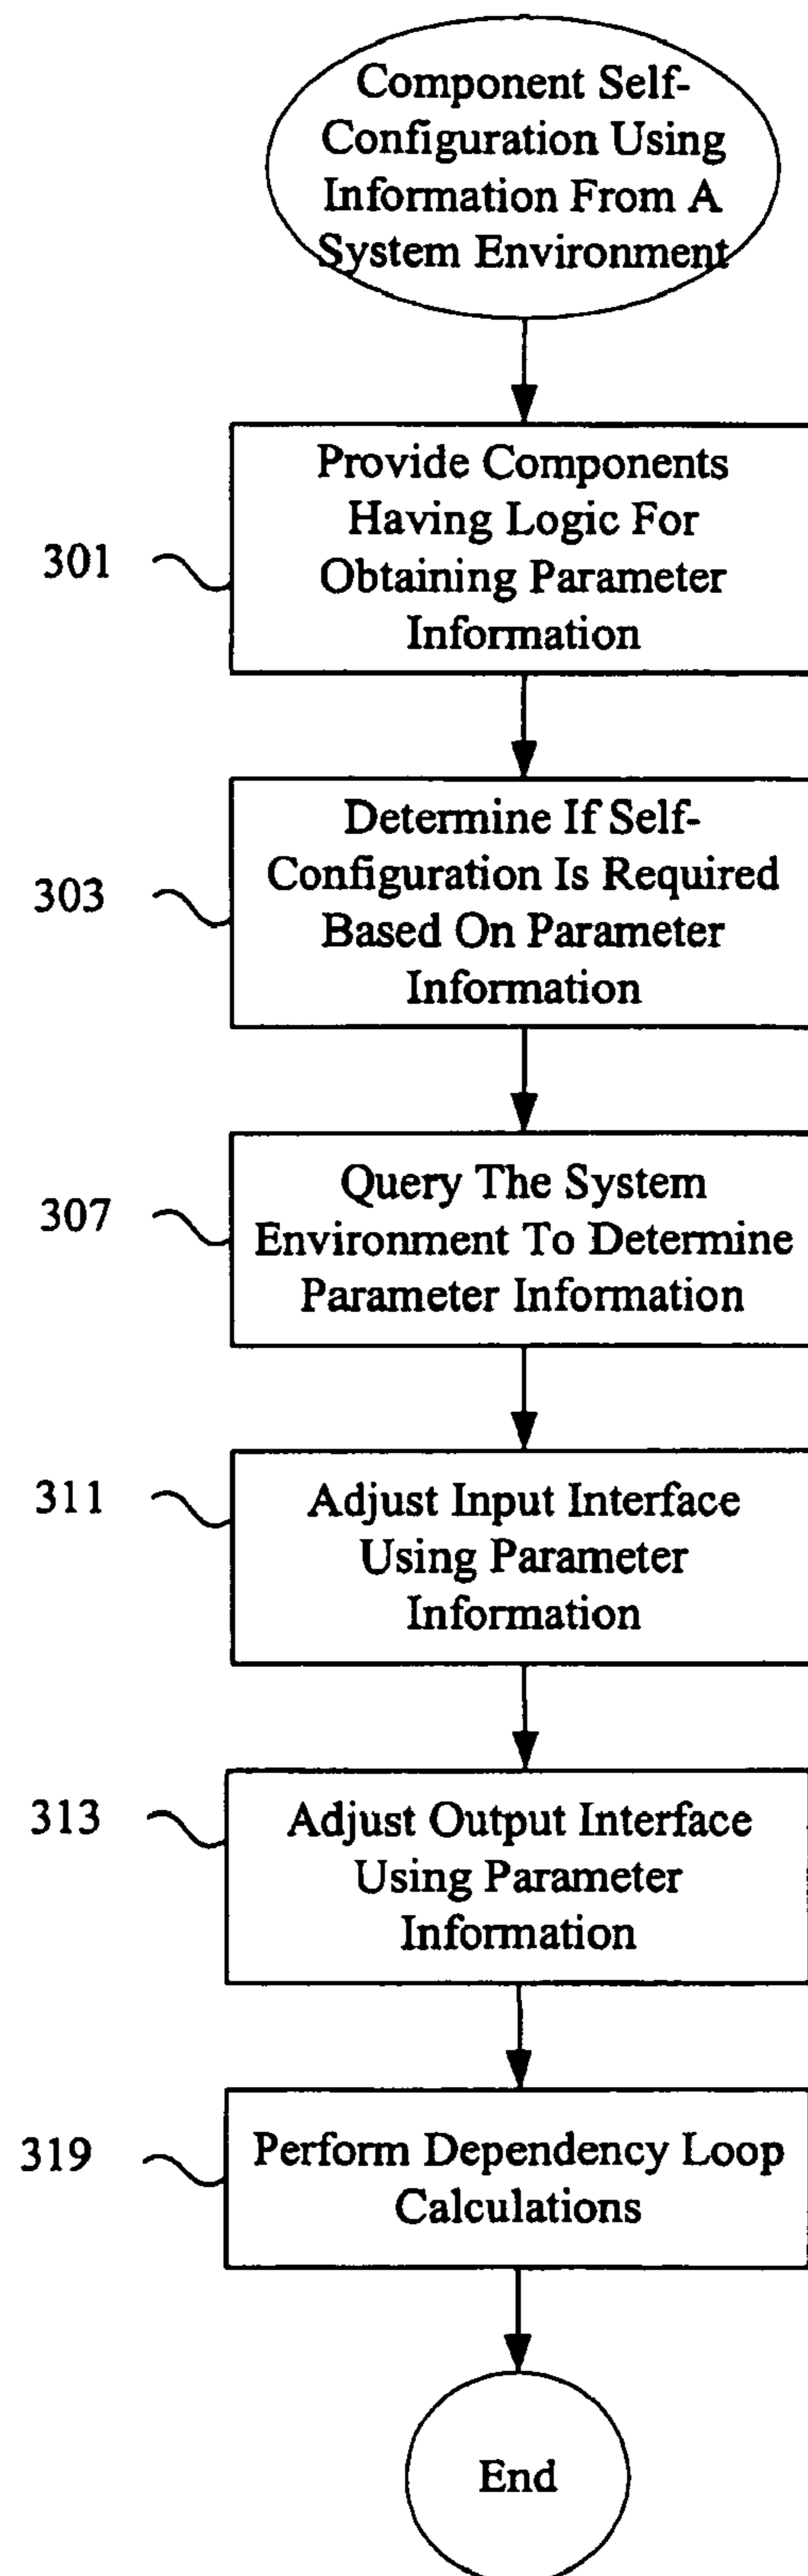 Component Self-
Configuration Using
Information From A
System Environment
301
Provide Components
Having Logic For
Obtaining Parameter
Information
303
Determine If Self-
Configuration Is Required
Based On Parameter
Information
307
Query The System
Environment To Determine
Parameter Information
311
Adjust Input Interface
Using Parameter
Information
313
Adjust Output Interface
Using Parameter
Information
319
Perform Dependency Loop
Calculations
End